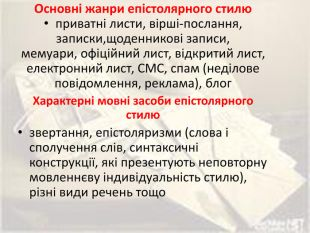 Основні жанри епістолярного стилю
• приватні листи, вірші-послання,
записки,щоденникові записи,
мемуари, офіційний лист, відкритий лист,
електронний лист, СМС, спам (неділове
повідомлення, реклама), блог
Характерні мовні засоби епістолярного
стилю
• звертання, епістоляризми (слова і
сполучення слів, синтаксичні
конструкції, які презентують неповторну
мовленнєву індивідуальність стилю),
різні види речень тощо